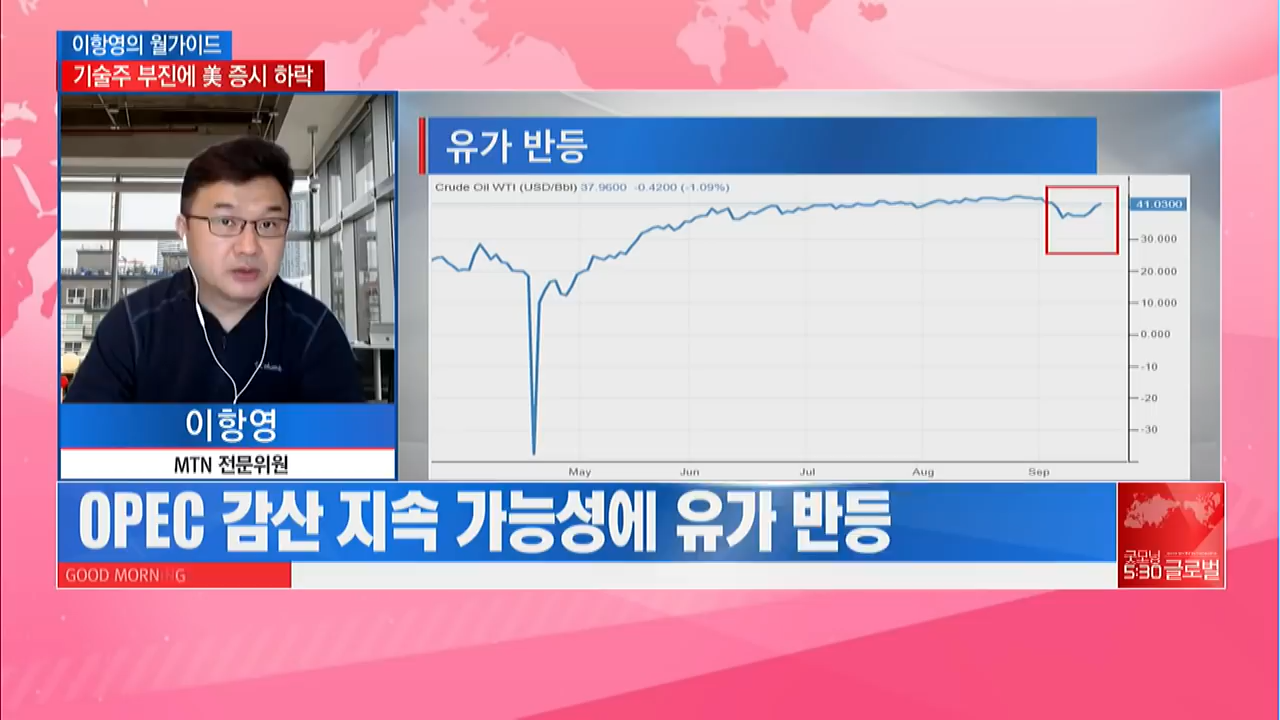 이항영의 월가이드
기술주 부진에 美 증시 하락
유가 반등
Crude Oil WTI (USD/Bbl) 37.9600 -0.4200 (-1.09%)
41.0300
30.000
20.000
10.000
0.000
-10
-20
-30
May Jun Jul Aug Sep
이항영
MTN 전문위원
OPEC 감산 지속 가능성에 유가 반등
GOOD MORNING
굿모닝
5:30 글로벌